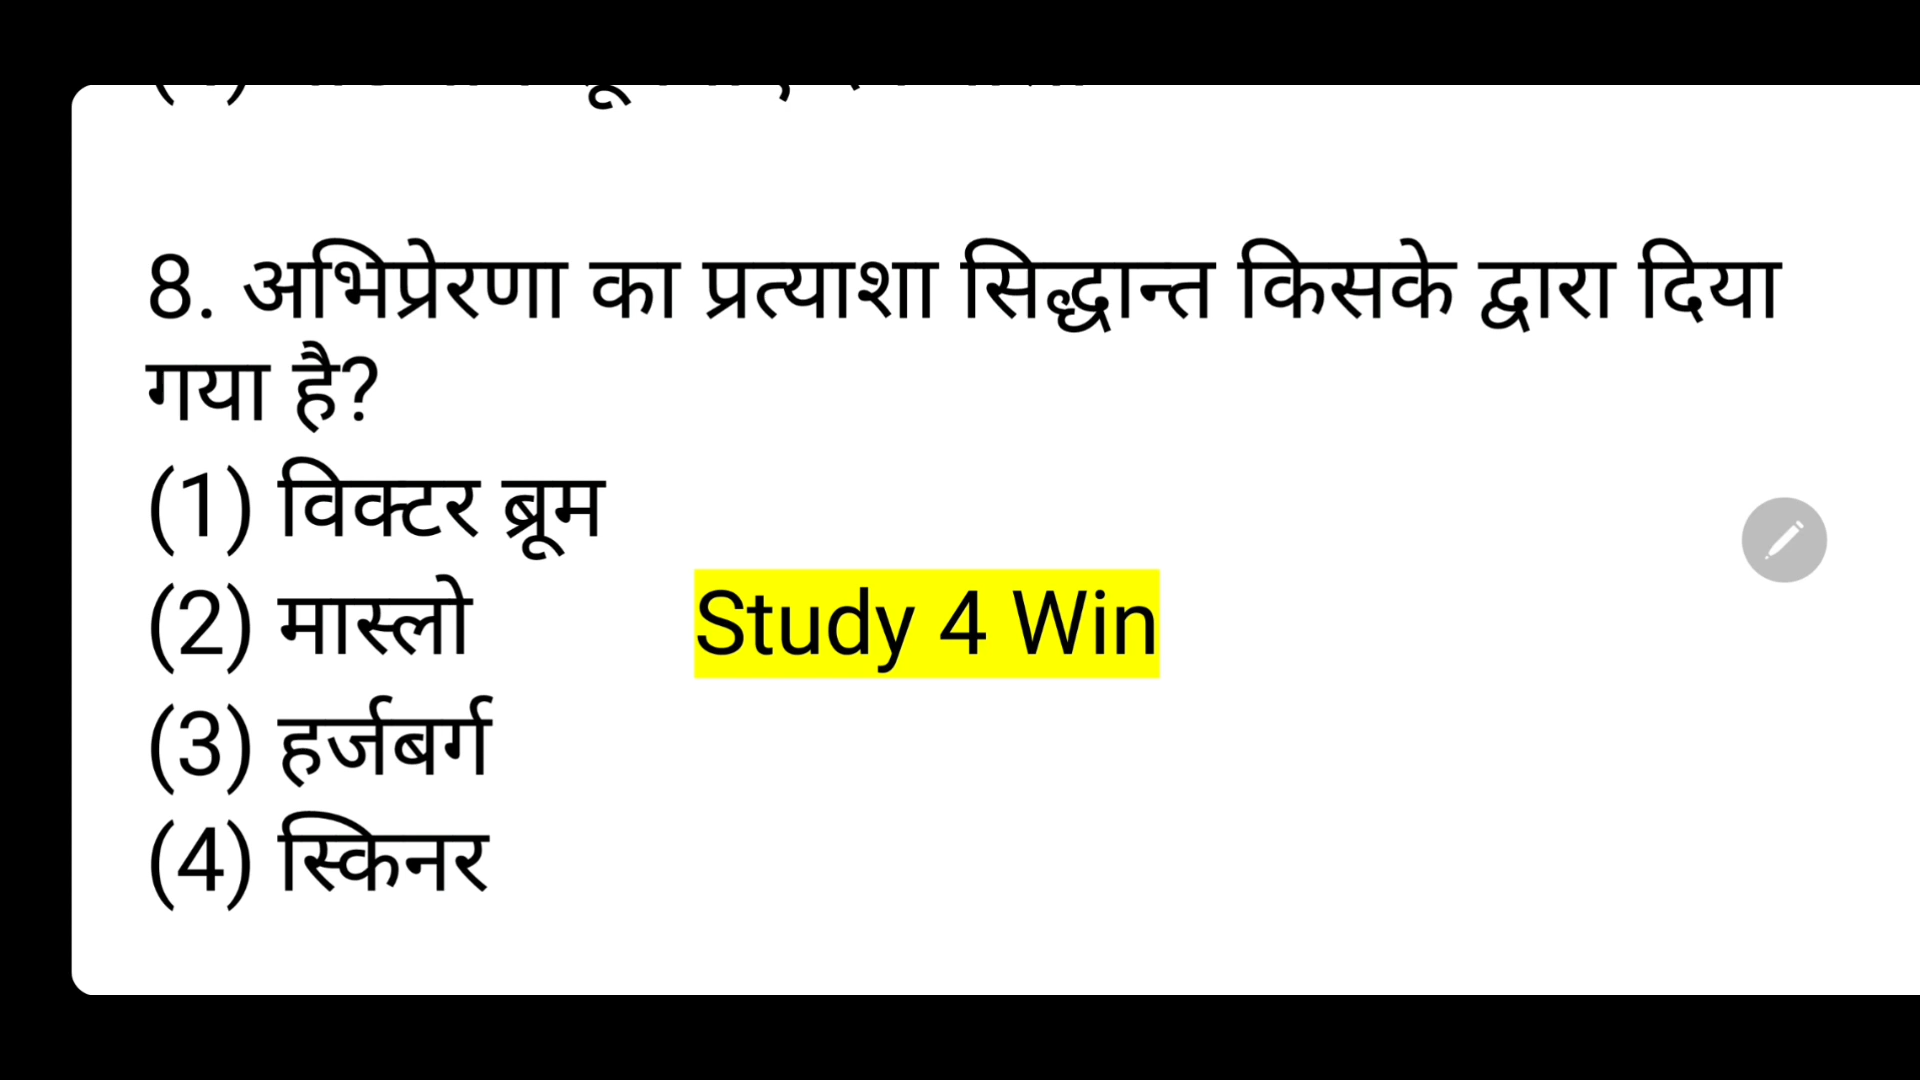 8. अभिप्रेरणा का प्रत्याशा सिद्धान्त किसके द्वारा दिया
गया है?
(1) विक्टर ब्रूम
(2) मास्लो
Study 4 Win
(3) हर्जबर्ग
(4) स्किनर